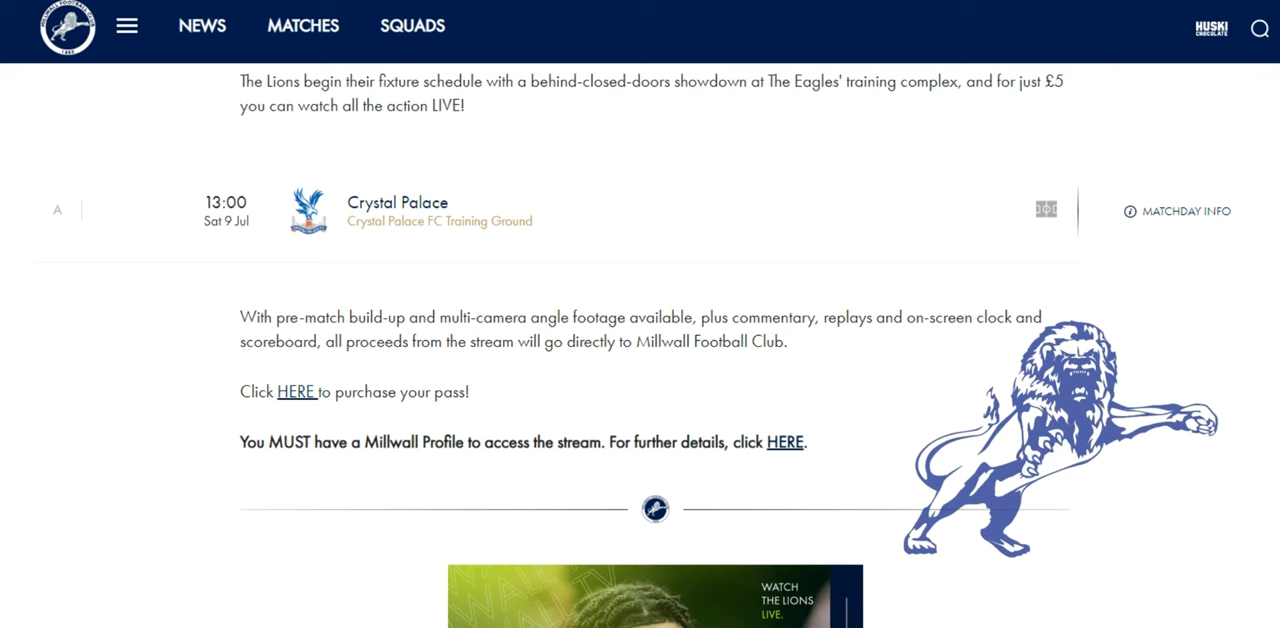 MILLWALL FOOTBALL CLUB
1885
NEWS MATCHES SQUADS
HUSKI
CHOCOLATE
The Lions begin their fixture schedule with a behind-closed-doors showdown at The Eagles' training complex, and for just £5
you can watch all the action LIVE!
A
13:00
Sat 9 Jul
Crystal Palace
Crystal Palace FC Training Ground
MATCHDAY INFO
With pre-match build-up and multi-camera angle footage available, plus commentary, replays and on-screen clock and
scoreboard, all proceeds from the stream will go directly to Millwall Football Club.
Click HERE to purchase your pass!
You MUST have a Millwall Profile to access the stream. For further details, click HERE.
WATCH
THE LIONS
LIVE.